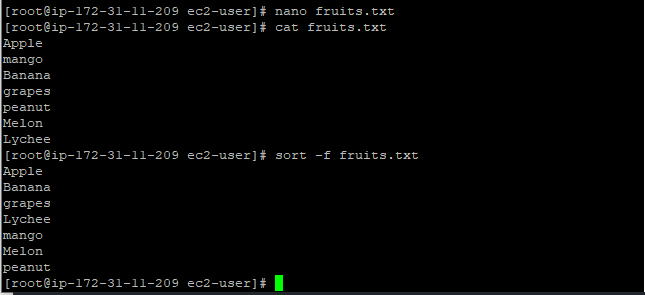 [root@ip-172-31-11-209 ec2-user]# nano fruits.txt
[root@ip-172-31-11-209 ec2-user]# cat fruits.txt
Apple
mango
Banana
grapes
peanut
Melon
Lychee
[root@ip-172-31-11-209 ec2-user]# sort -f fruits.txt
Apple
Banana
grapes
Lychee
mango
Melon
peanut
[root@ip-172-31-11-209 ec2-user]#